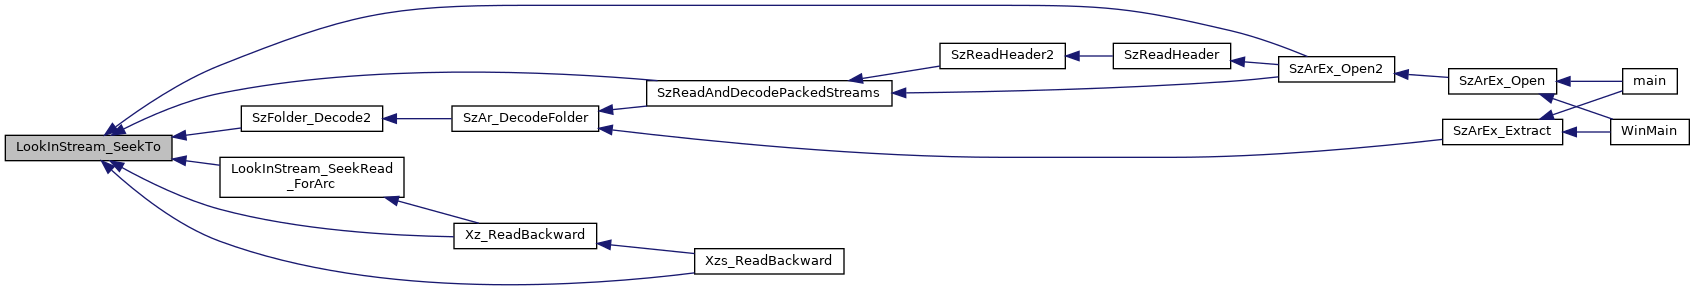 SzReadHeader2
SzReadHeader
SzArEx_Open2
SzArEx_Open
main
SzReadAndDecodePackedStreams
SzFolder_Decode2
SzAr_DecodeFolder
SzArEx_Extract
WinMain
LookInStream_SeekTo
LookInStream_SeekRead
_ForArc
Xz_ReadBackward
Xzs_ReadBackward